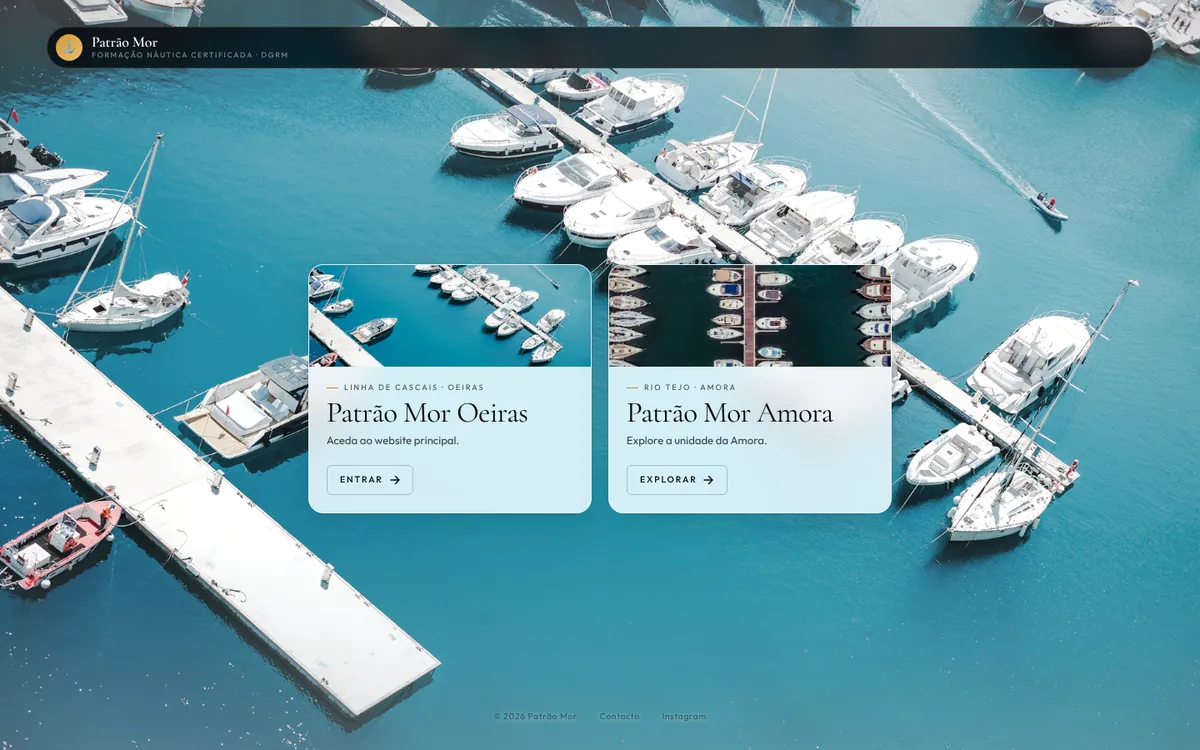 Patrão Mor
FORMAÇÃO NÁUTICA CERTIFICADA · DGRM
LINHA DE CASCAIS · OEIRAS
Patrão Mor Oeiras
Aceda ao website principal.
ENTRAR →
RIO TEJO · AMORA
Patrão Mor Amora
Explore a unidade da Amora.
EXPLORAR →
© 2026 Patrão Mor Contacto Instagram